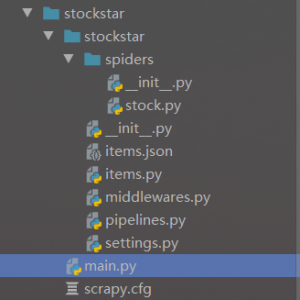 stockstar
stockstar
spiders
__init__.py
stock.py
__init__.py
items.json
items.py
middlewares.py
pipelines.py
settings.py
main.py
scrapy.cfg